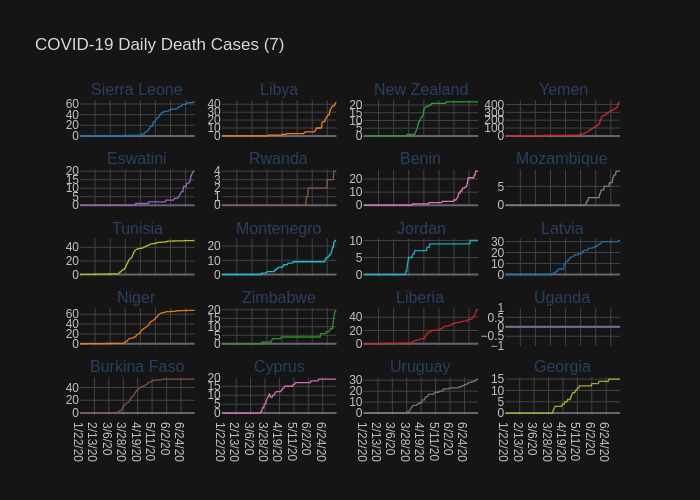 COVID-19 Daily Death Cases (7)
Sierra Leone Libya New Zealand Yemen
60 40 20 400
40 30 15 300
20 20 10 200
0 10 5 100
0 0 0
Eswatini Rwanda Benin Mozambique
20 4 20 5
15 3 10 0
10 2 0
5 1
0 0
Tunisia Montenegro Jordan Latvia
40 20 10 30
20 10 5 20
0 0 0 10
0
Niger Zimbabwe Liberia Uganda
60 20 40 1
40 15 20 0.5
20 10 0 0
0 5 −0.5
0 −1
Burkina Faso Cyprus Uruguay Georgia
40 20 30 15
20 15 20 10
0 10 10 5
5 0 0
0
1/22/20 2/13/20 3/6/20 3/28/20 4/19/20 5/11/20 6/2/20 6/24/20 1/22/20 2/13/20 3/6/20 3/28/20 4/19/20 5/11/20 6/2/20 6/24/20 1/22/20 2/13/20 3/6/20 3/28/20 4/19/20 5/11/20 6/2/20 6/24/20 1/22/20 2/13/20 3/6/20 3/28/20 4/19/20 5/11/20 6/2/20 6/24/20